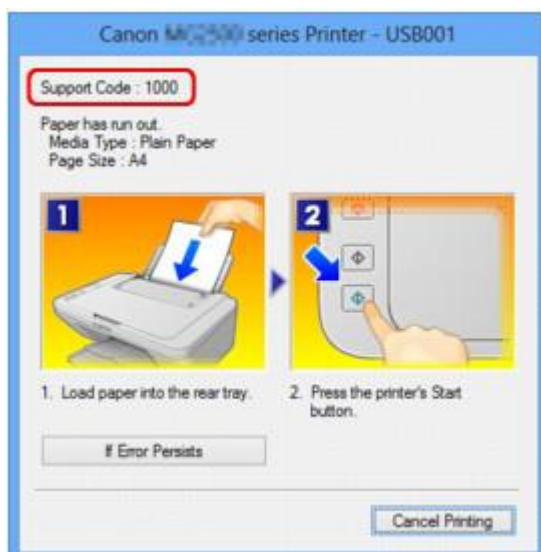 Canon series Printer - USB001
Support Code : 1000
Paper has run out.
Media Type : Plain Paper
Page Size : A4
1
2
1. Load paper into the rear tray.
2. Press the printer's Start
button.
If Error Persists
Cancel Printing